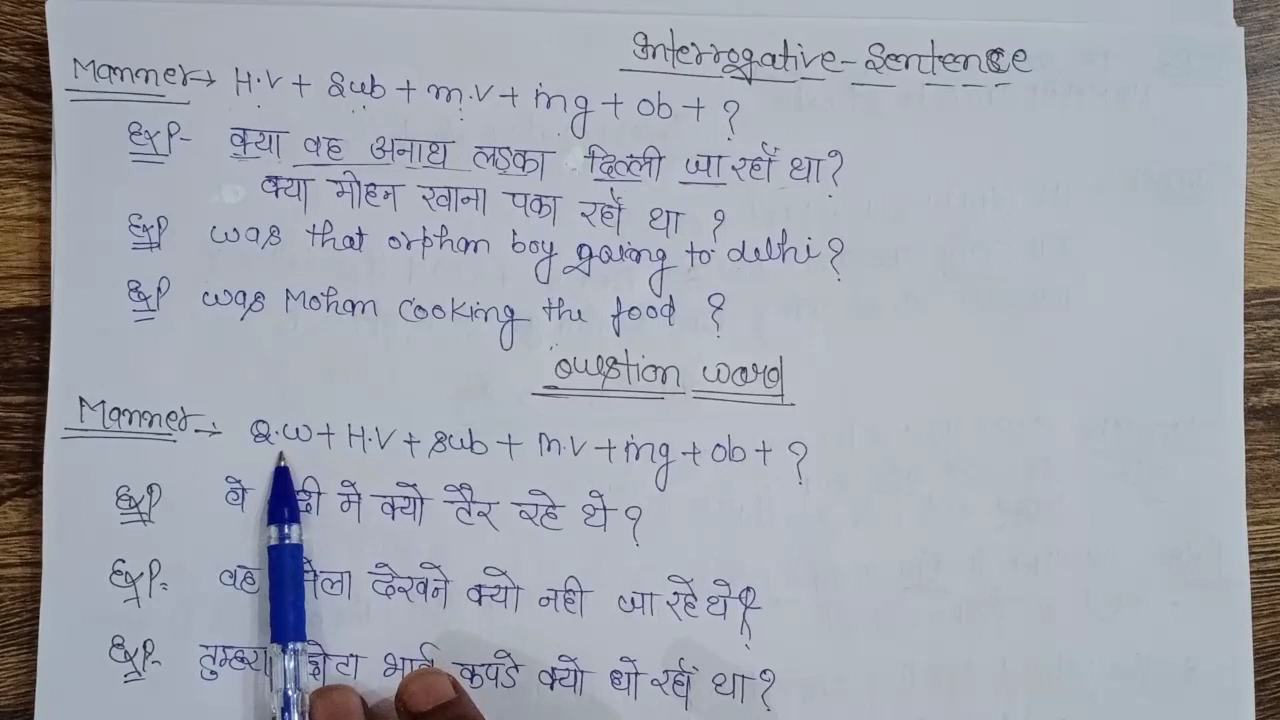 Interrogative-Sentence
Manner→ H.V + Sub + m.V + ing + ob + ?
Exp- क्या वह अनाथ लड़का दिल्ली जा रहाँ था?
क्या मोहन खाना पका रहाँ था ?
Exp was that orphan boy going to delhi?
Exp was Mohan cooking the food ?
Question word
Manner→ Q.w + H.V + Sub + m.V + ing + ob + ?
Exp वे में क्यो तैर रहे थे ?
Exp. वह देखने क्यो नही जा रहे थे ?
Exp- भाई कपडे क्यो धो रहाँ था ?